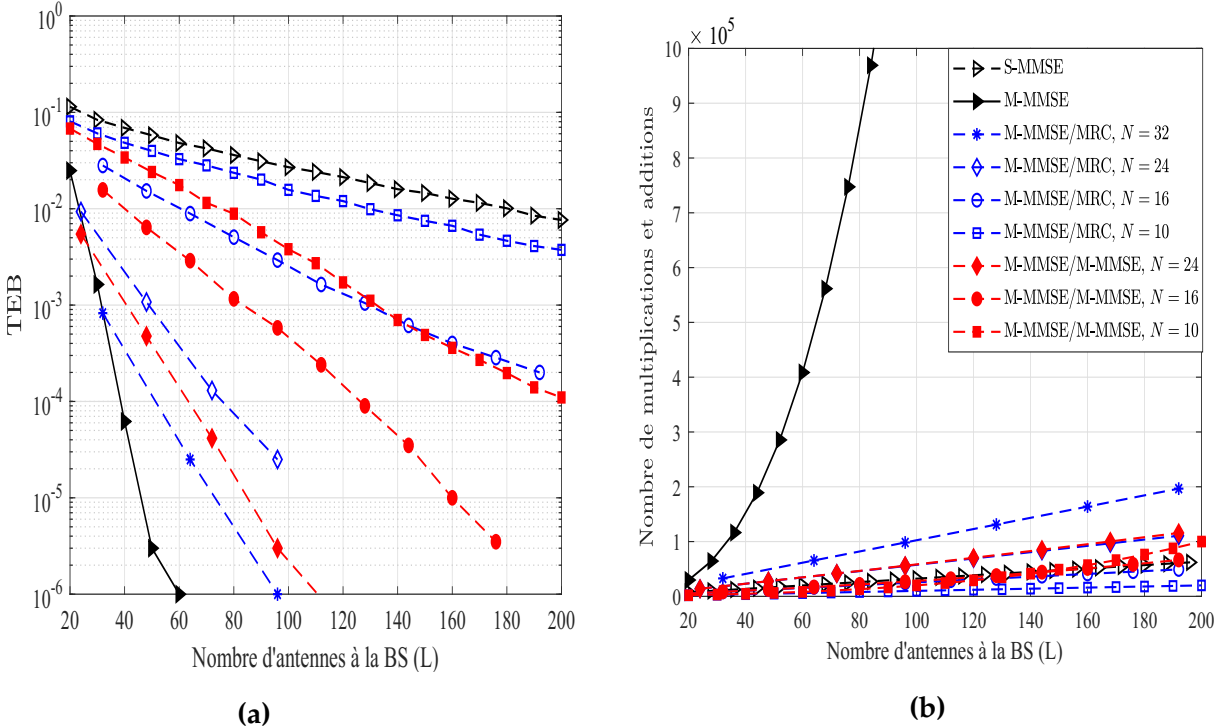 10^0
10^-1
10^-2
10^-3
10^-4
10^-5
10^-6
TEB
20 40 60 80 100 120 140 160 180 200
Nombre d'antennes à la BS (L)
(a)
× 10^5
10
9
8
7
6
5
4
3
2
1
0
Nombre de multiplications et additions
20 40 60 80 100 120 140 160 180 200
Nombre d'antennes à la BS (L)
S-MMSE
M-MMSE
M-MMSE/MRC, N = 32
M-MMSE/MRC, N = 24
M-MMSE/MRC, N = 16
M-MMSE/MRC, N = 10
M-MMSE/M-MMSE, N = 24
M-MMSE/M-MMSE, N = 16
M-MMSE/M-MMSE, N = 10
(b)